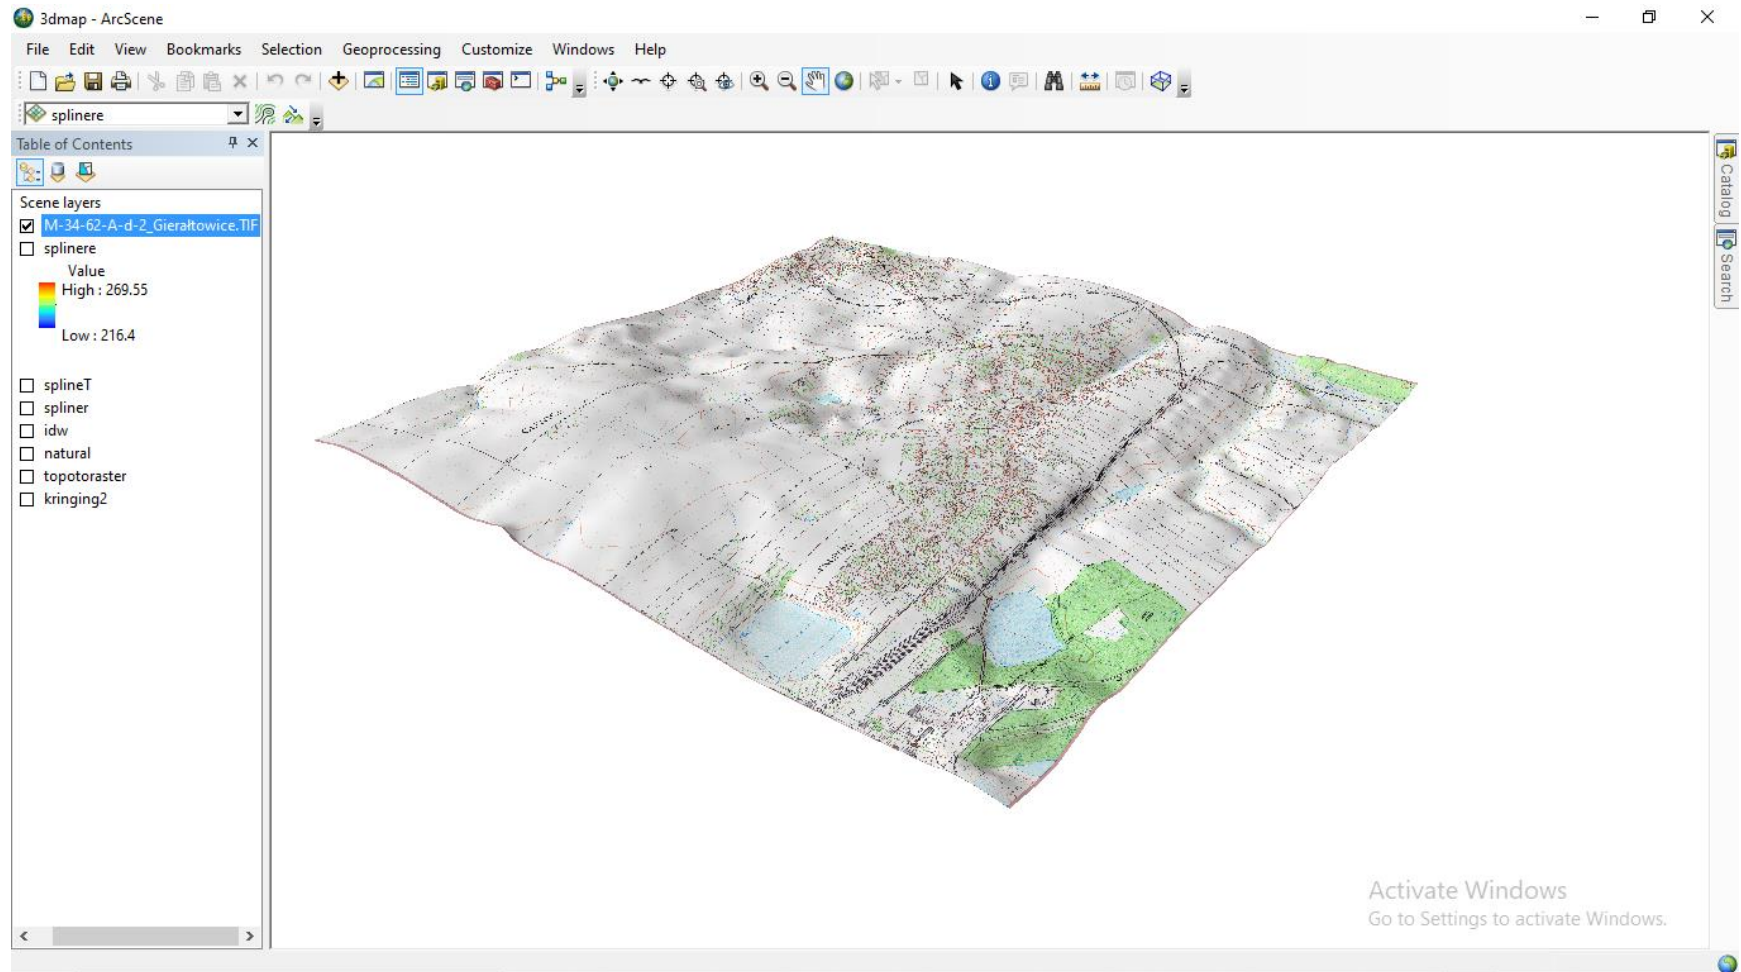 3dmap - ArcScene
File Edit View Bookmarks Selection Geoprocessing Customize Windows Help
splinere
Table of Contents
Scene layers
M-34-62-A-d-2_Gierałtowice.TIF
splinere
Value
High : 269.55
Low : 216.4
splineT
spliner
idw
natural
topotoraster
kringing2
Catalog
Search
Activate Windows
Go to Settings to activate Windows.